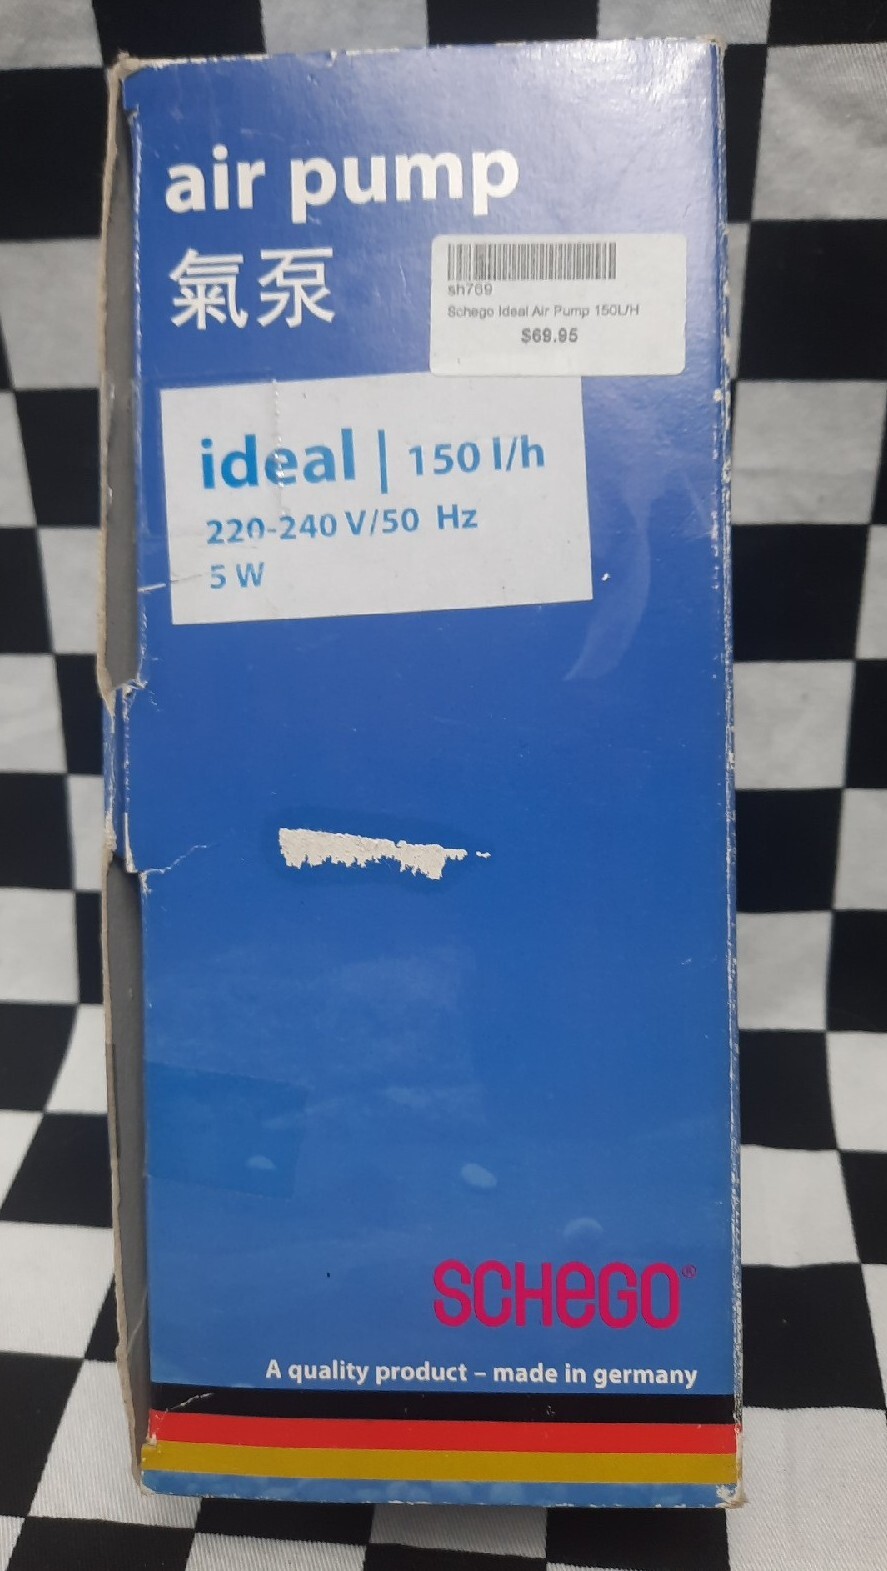 air pump
氣泵
sh769
Schego Ideal Air Pump 150L/H
$69.95
ideal | 150 l/h
220-240 V/50 Hz
5 W
SCHEGO®
A quality product – made in germany